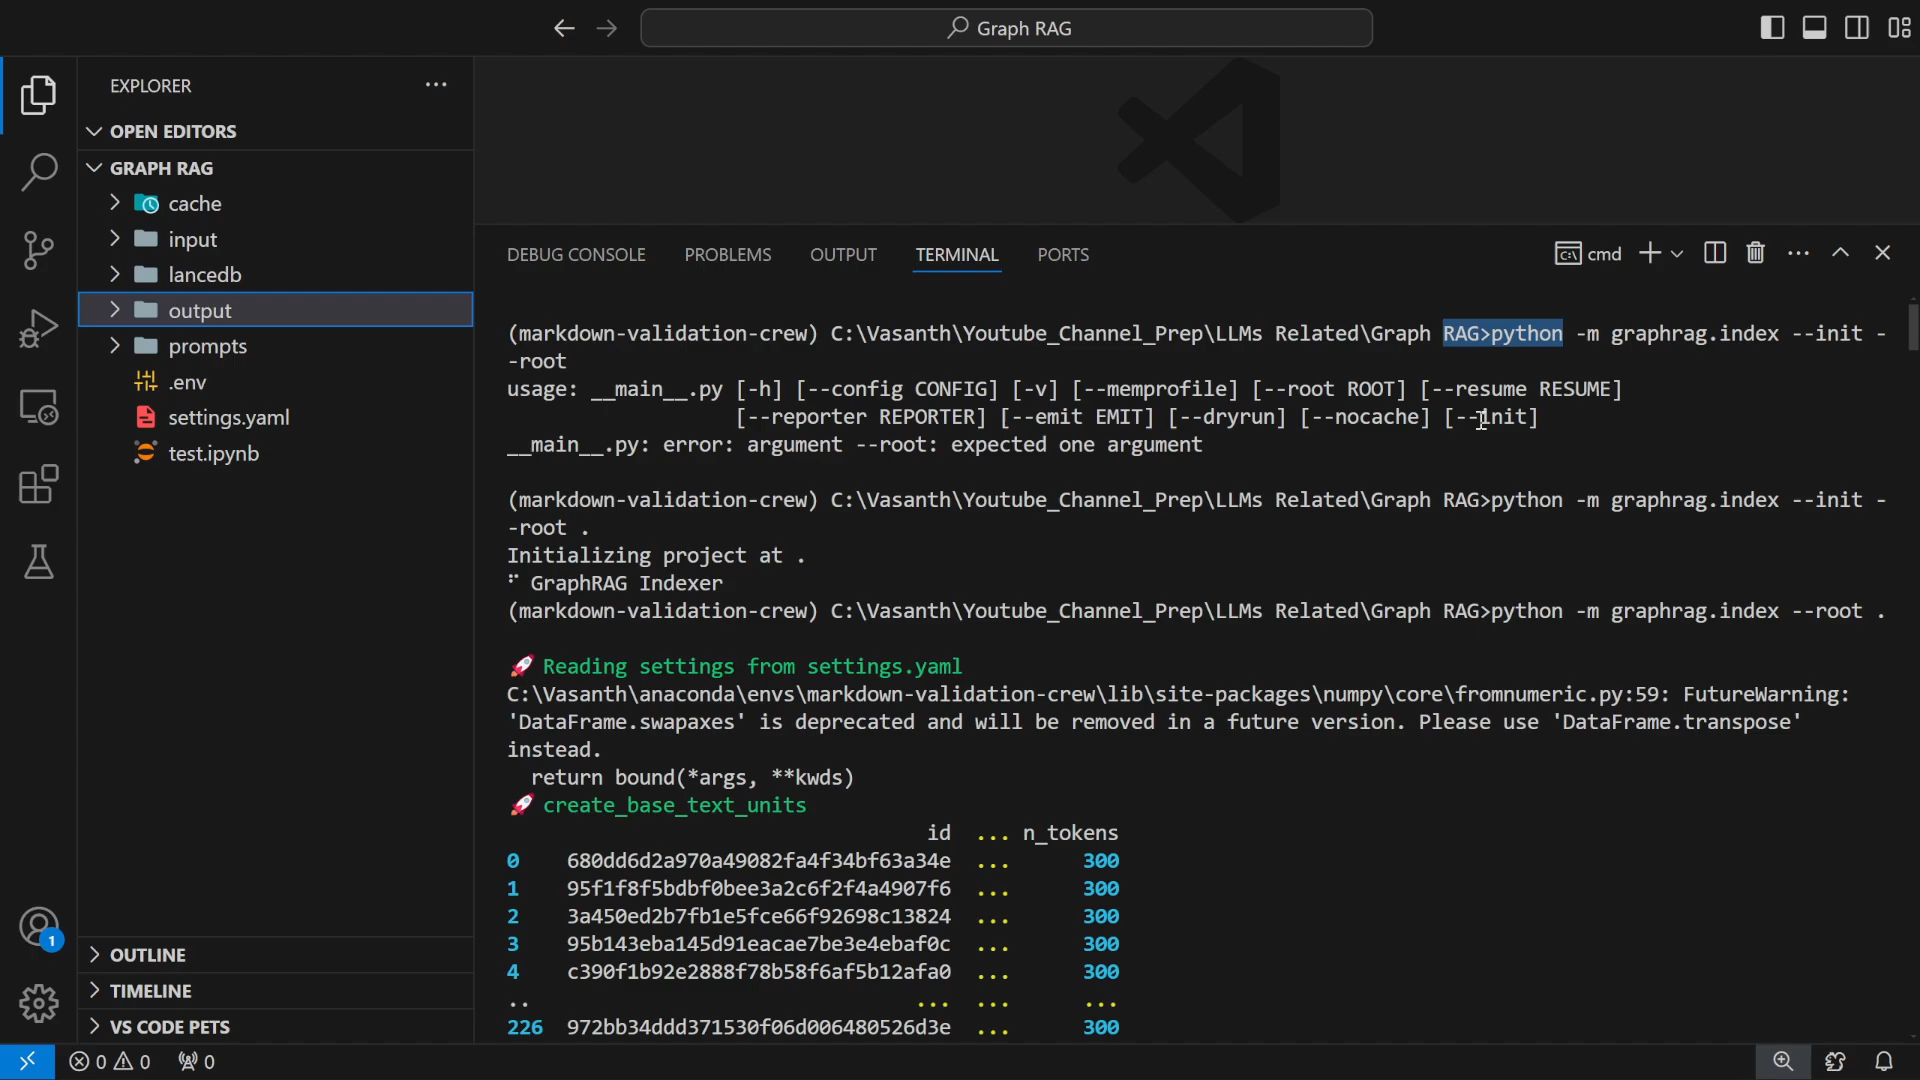 Graph RAG
EXPLORER
OPEN EDITORS
GRAPH RAG
cache
input
lancedb
output
prompts
.env
settings.yaml
test.ipynb
OUTLINE
TIMELINE
VS CODE PETS
DEBUG CONSOLE PROBLEMS OUTPUT TERMINAL PORTS
cmd
(markdown-validation-crew) C:\Vasanth\Youtube_Channel_Prep\LLMs Related\Graph RAG>python -m graphrag.index --init -
-root
usage: __main__.py [-h] [--config CONFIG] [-v] [--memprofile] [--root ROOT] [--resume RESUME]
[--reporter REPORTER] [--emit EMIT] [--dryrun] [--nocache] [--init]
__main__.py: error: argument --root: expected one argument
(markdown-validation-crew) C:\Vasanth\Youtube_Channel_Prep\LLMs Related\Graph RAG>python -m graphrag.index --init -
-root .
Initializing project at .
GraphRAG Indexer
(markdown-validation-crew) C:\Vasanth\Youtube_Channel_Prep\LLMs Related\Graph RAG>python -m graphrag.index --root .
🚀 Reading settings from settings.yaml
C:\Vasanth\anaconda\envs\markdown-validation-crew\lib\site-packages\numpy\core\fromnumeric.py:59: FutureWarning:
'DataFrame.swapaxes' is deprecated and will be removed in a future version. Please use 'DataFrame.transpose'
instead.
return bound(*args, **kwds)
🚀 create_base_text_units
id ... n_tokens
0 680dd6d2a970a49082fa4f34bf63a34e ... 300
1 95f1f8f5bdbf0bee3a2c6f2f4a4907f6 ... 300
2 3a450ed2b7fb1e5fce66f92698c13824 ... 300
3 95b143eba145d91eacae7be3e4ebaf0c ... 300
4 c390f1b92e2888f78b58f6af5b12afa0 ... 300
.. ... ... ...
226 972bb34ddd371530f06d006480526d3e ... 300
1
0 0 0